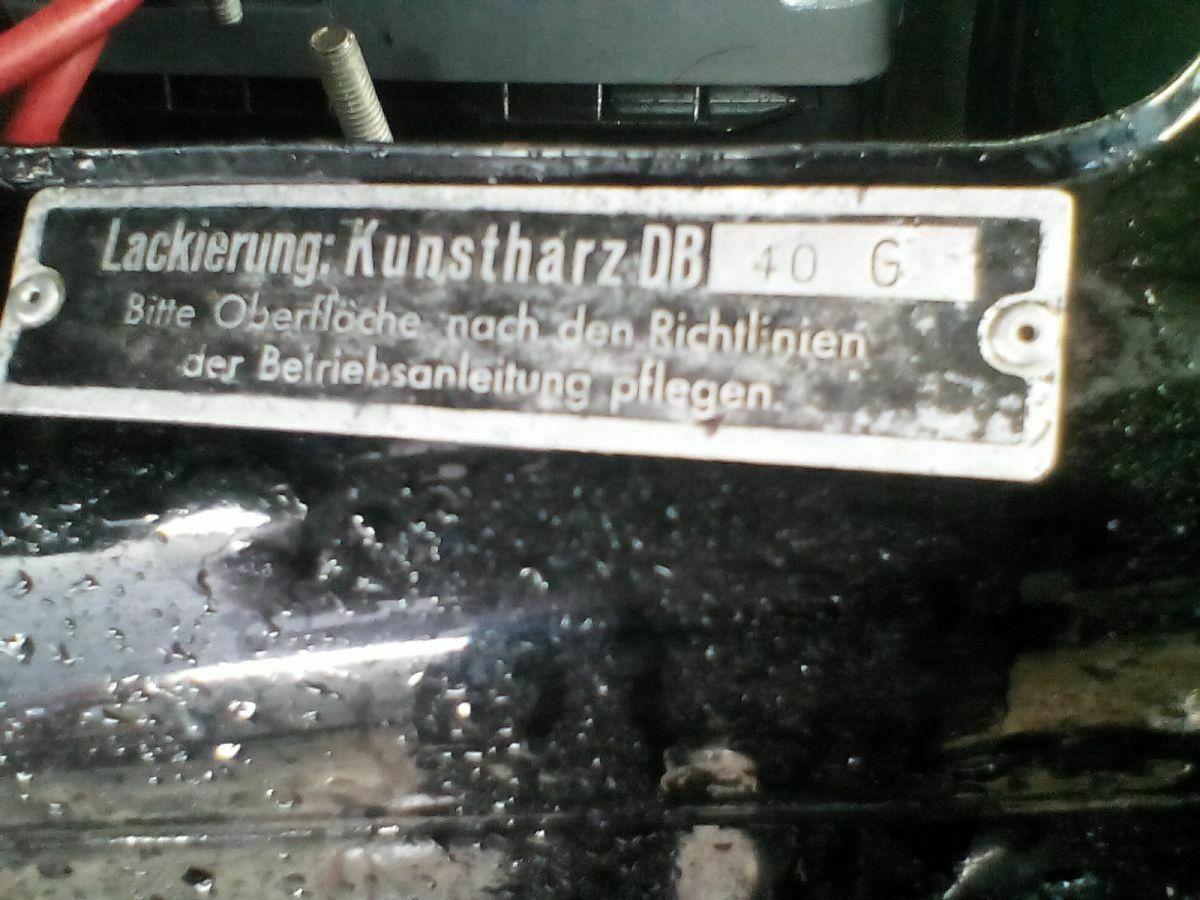 Lackierung: Kunstharz DB 40 G
Bitte Oberfläche nach den Richtlinien
der Betriebsanleitung pflegen.